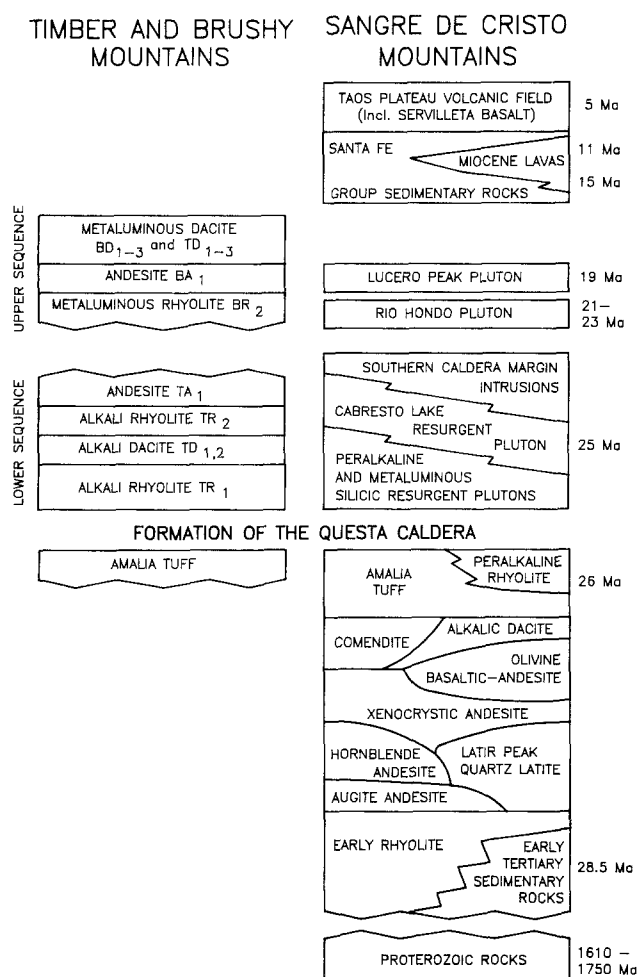 TIMBER AND BRUSHY
MOUNTAINS
SANGRE DE CRISTO
MOUNTAINS
TAOS PLATEAU VOLCANIC FIELD
(Incl. SERVILLETA BASALT)
5 Ma
SANTA FE
MIOCENE LAVAS
GROUP SEDIMENTARY ROCKS
11 Ma
15 Ma
UPPER SEQUENCE
METALUMINOUS DACITE
BD1-3 and TD1-3
ANDESITE BA1
METALUMINOUS RHYOLITE BR2
LUCERO PEAK PLUTON
19 Ma
RIO HONDO PLUTON
21-
23 Ma
LOWER SEQUENCE
ANDESITE TA1
ALKALI RHYOLITE TR2
ALKALI DACITE TD1,2
ALKALI RHYOLITE TR1
SOUTHERN CALDERA MARGIN
INTRUSIONS
CABRESTO LAKE
RESURGENT
PLUTON
PERALKALINE
AND METALUMINOUS
SILICIC RESURGENT PLUTONS
25 Ma
FORMATION OF THE QUESTA CALDERA
AMALIA TUFF
AMALIA
TUFF
PERALKALINE
RHYOLITE
26 Ma
COMENDITE
ALKALIC DACITE
OLIVINE
BASALTIC-ANDESITE
XENOCRYSTIC ANDESITE
HORNBLENDE
ANDESITE
LATIR PEAK
QUARTZ LATITE
AUGITE ANDESITE
EARLY RHYOLITE
EARLY
TERTIARY
SEDIMENTARY
ROCKS
28.5 Ma
PROTEROZOIC ROCKS
1610 -
1750 Ma